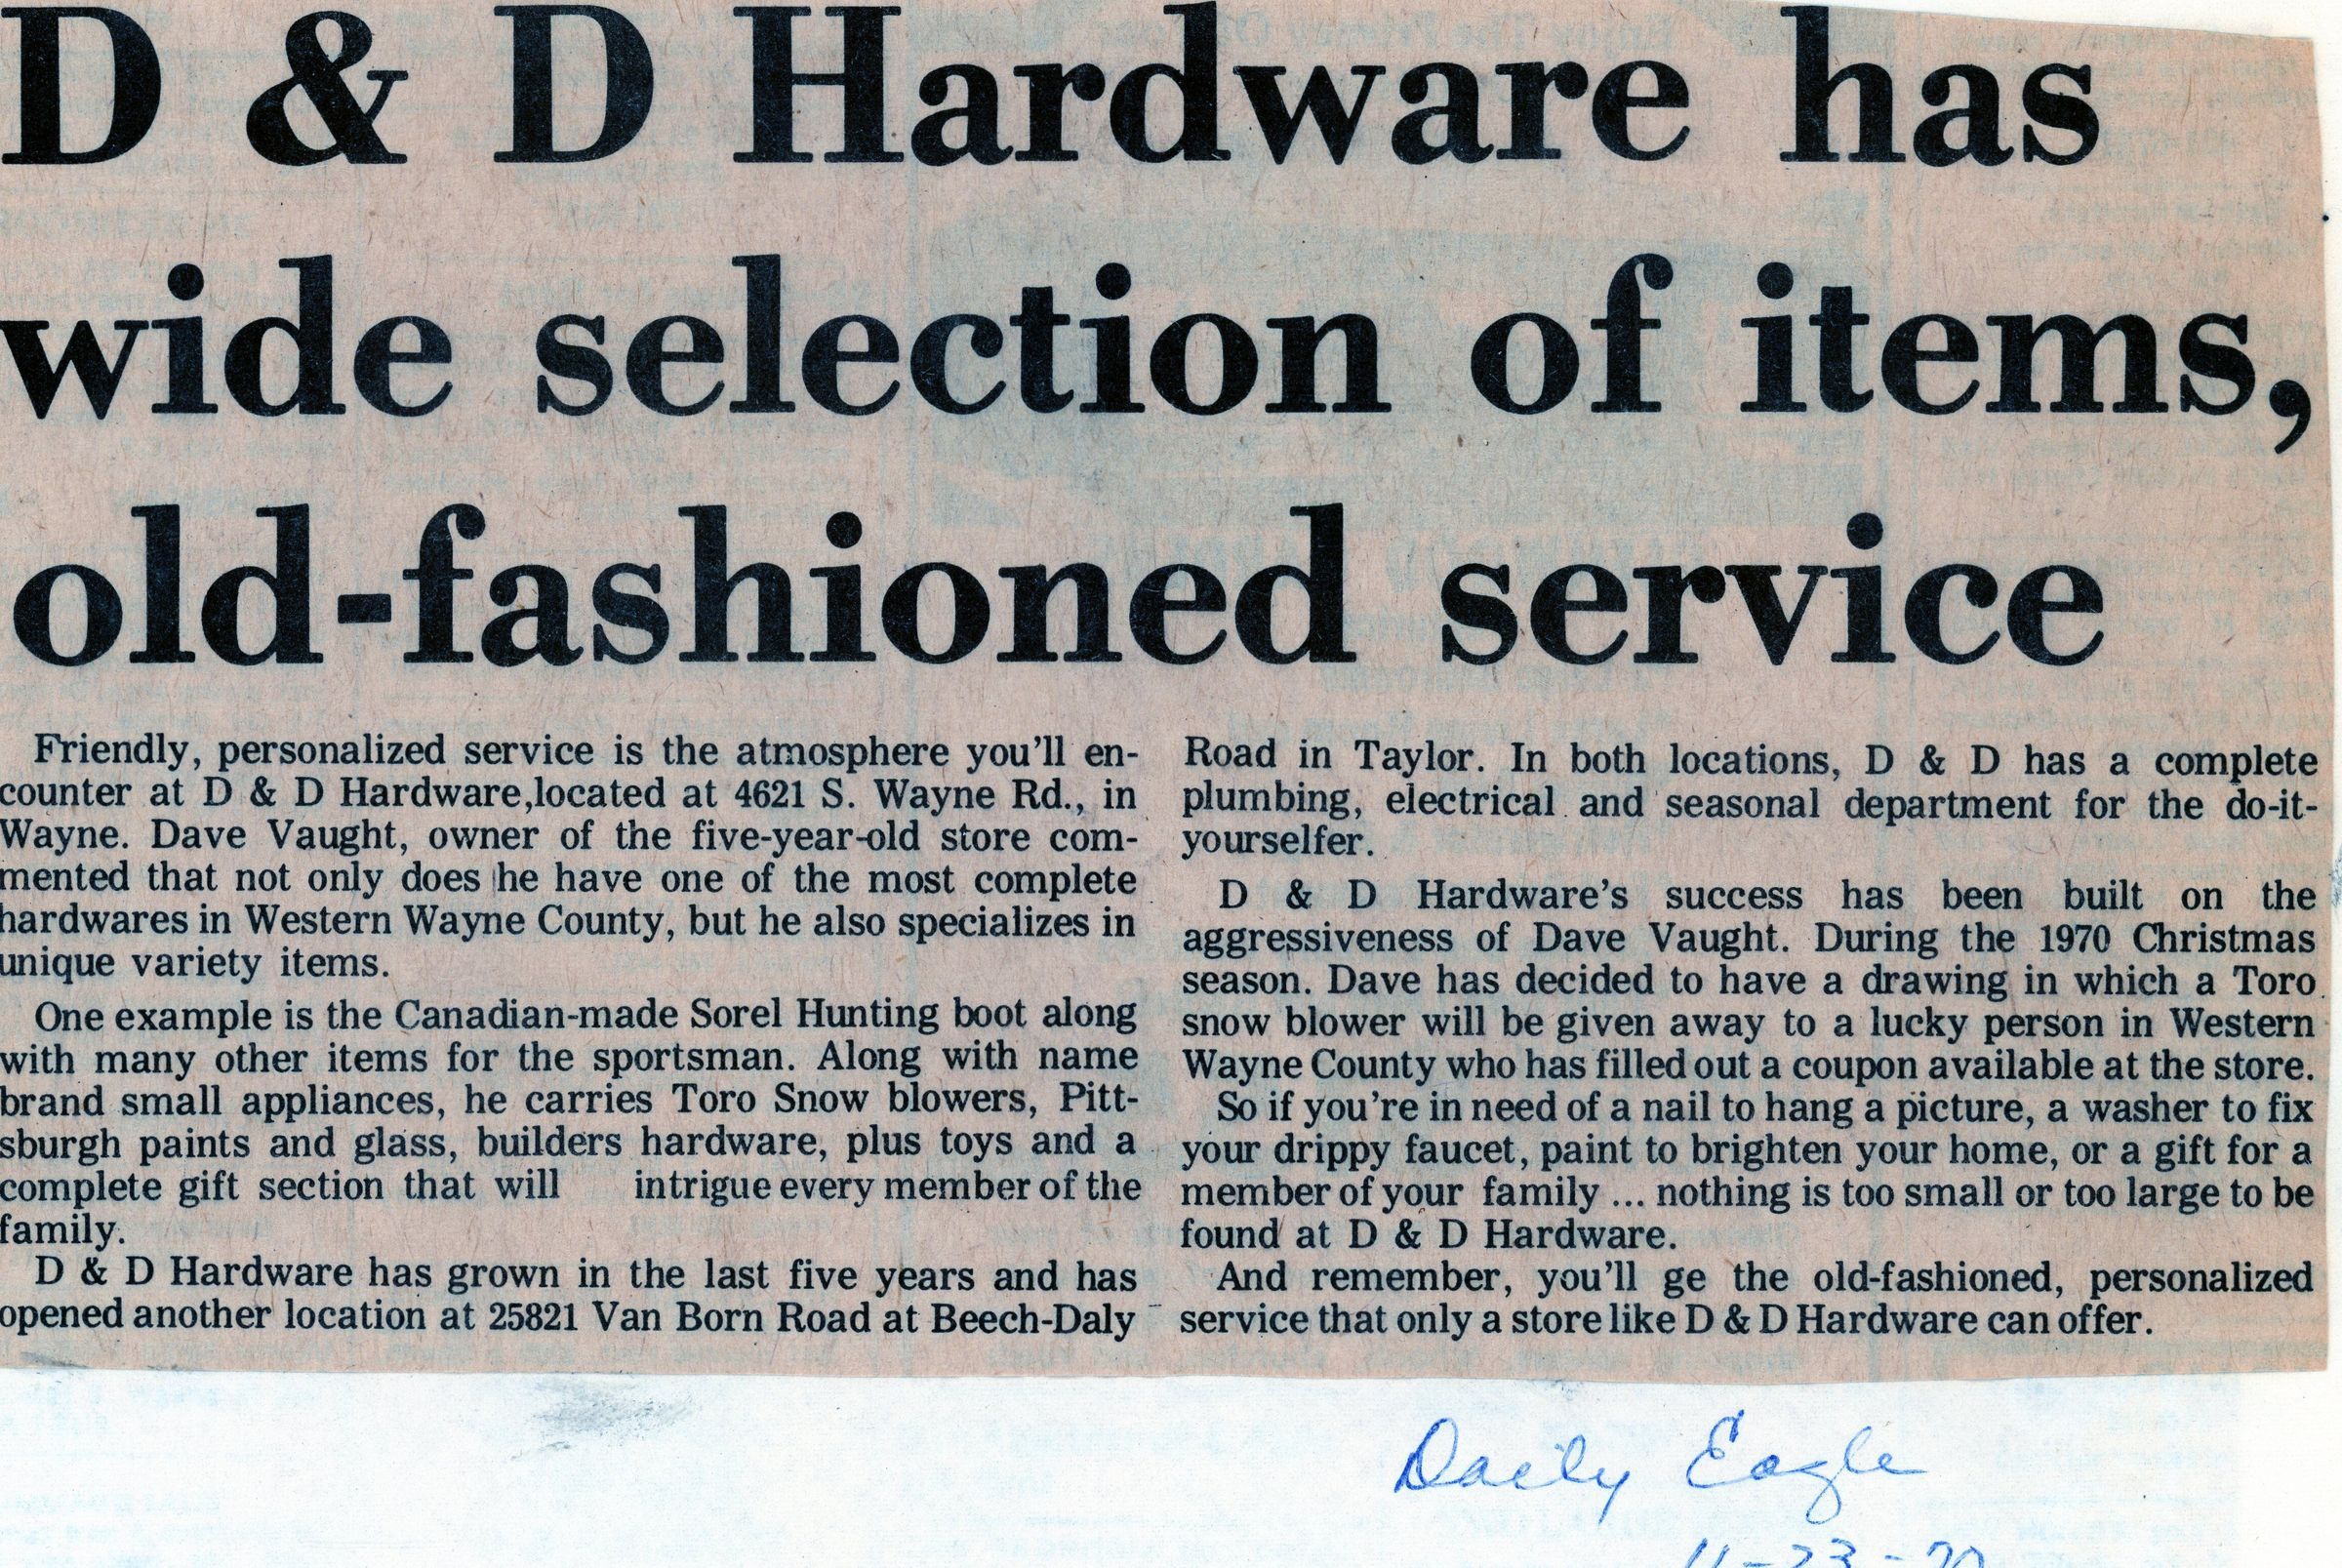 D & D Hardware has
wide selection of items,
old-fashioned service
Friendly, personalized service is the atmosphere you'll en-
counter at D & D Hardware,located at 4621 S. Wayne Rd., in
Wayne. Dave Vaught, owner of the five-year-old store com-
mented that not only does he have one of the most complete
hardwares in Western Wayne County, but he also specializes in
unique variety items.
One example is the Canadian-made Sorel Hunting boot along
with many other items for the sportsman. Along with name
brand small appliances, he carries Toro Snow blowers, Pitt-
sburgh paints and glass, builders hardware, plus toys and a
complete gift section that will intrigue every member of the
family.
D & D Hardware has grown in the last five years and has
opened another location at 25821 Van Born Road at Beech-Daly
Road in Taylor. In both locations, D & D has a complete
plumbing, electrical and seasonal department for the do-it-
yourselfer.
D & D Hardware's success has been built on the
aggressiveness of Dave Vaught. During the 1970 Christmas
season. Dave has decided to have a drawing in which a Toro
snow blower will be given away to a lucky person in Western
Wayne County who has filled out a coupon available at the store.
So if you're in need of a nail to hang a picture, a washer to fix
your drippy faucet, paint to brighten your home, or a gift for a
member of your family ... nothing is too small or too large to be
found at D & D Hardware.
And remember, you'll ge the old-fashioned, personalized
service that only a store like D & D Hardware can offer.
Daily Eagle
11-23-70